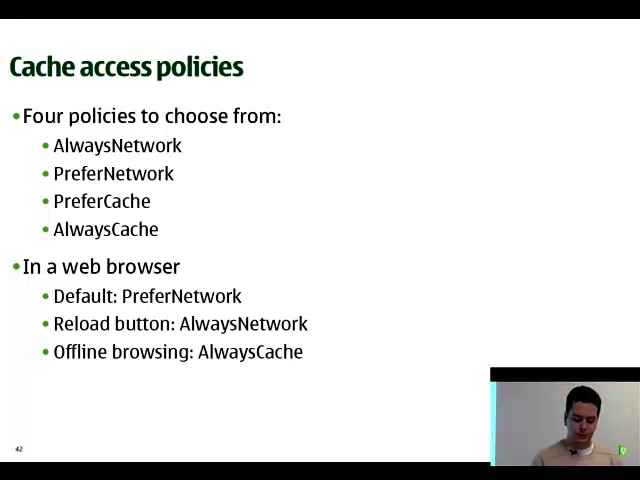 Cache access policies
•Four policies to choose from:
•AlwaysNetwork
•PreferNetwork
•PreferCache
•AlwaysCache
•In a web browser
•Default: PreferNetwork
•Reload button: AlwaysNetwork
•Offline browsing: AlwaysCache
42